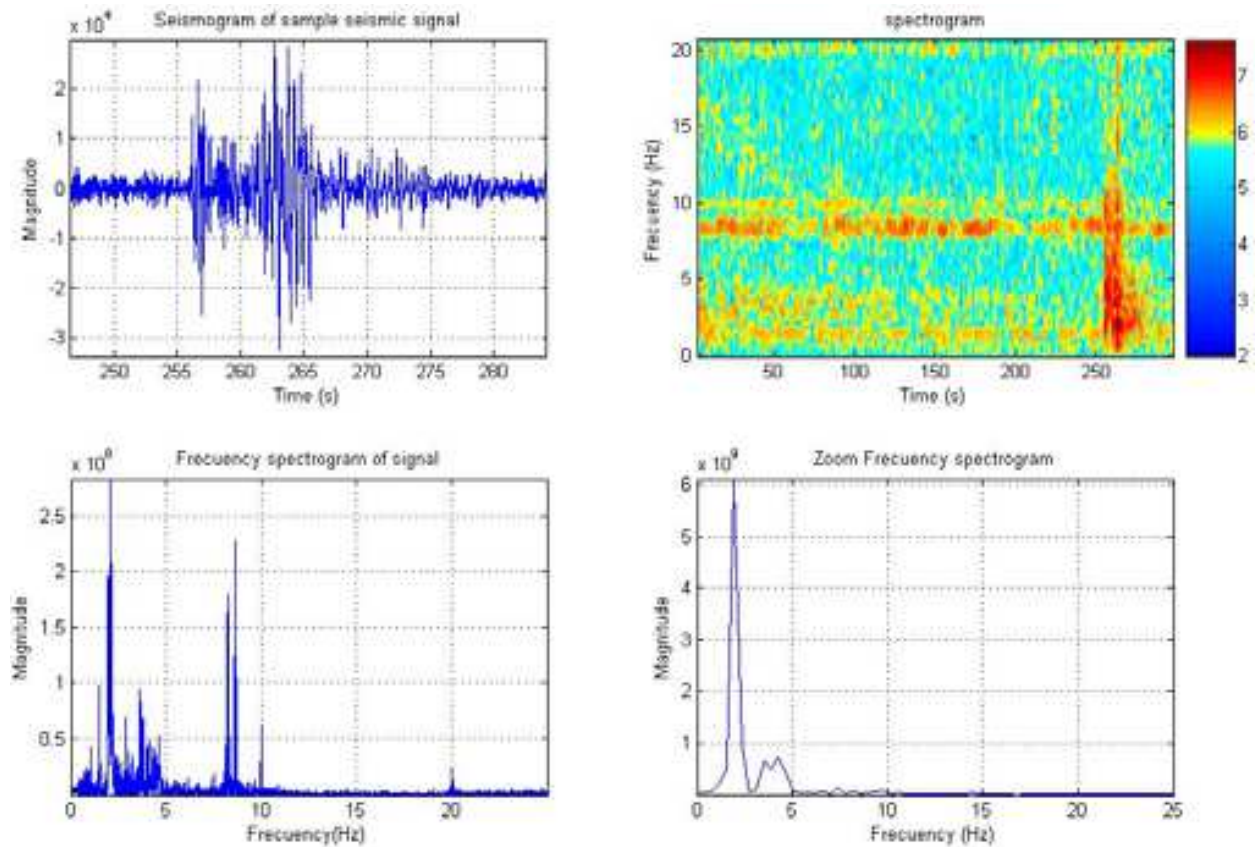 Seismogram of sample seismic signal
x 10
2
1
0
-1
-2
-3
Magnitude
250 255 260 265 270 275 280
Time (s)
spectrogram
20
15
10
5
0
Frecuency (Hz)
50 100 150 200 250
Time (s)
7
6
5
4
3
2
Frecuency spectrogram of signal
x 10
2.5
2
1.5
1
0.5
Magnitude
0 5 10 15 20
Frecuency(Hz)
Zoom Frecuency spectrogram
x 10⁹
6
5
4
3
2
1
Magnitude
0 5 10 15 20 25
Frecuency (Hz)